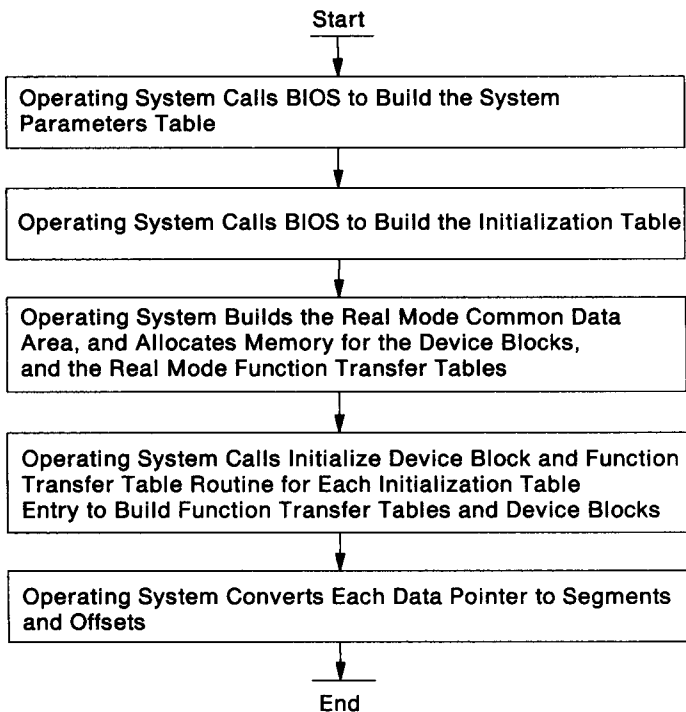 Start
Operating System Calls BIOS to Build the System
Parameters Table
Operating System Calls BIOS to Build the Initialization Table
Operating System Builds the Real Mode Common Data
Area, and Allocates Memory for the Device Blocks,
and the Real Mode Function Transfer Tables
Operating System Calls Initialize Device Block and Function
Transfer Table Routine for Each Initialization Table
Entry to Build Function Transfer Tables and Device Blocks
Operating System Converts Each Data Pointer to Segments
and Offsets
End